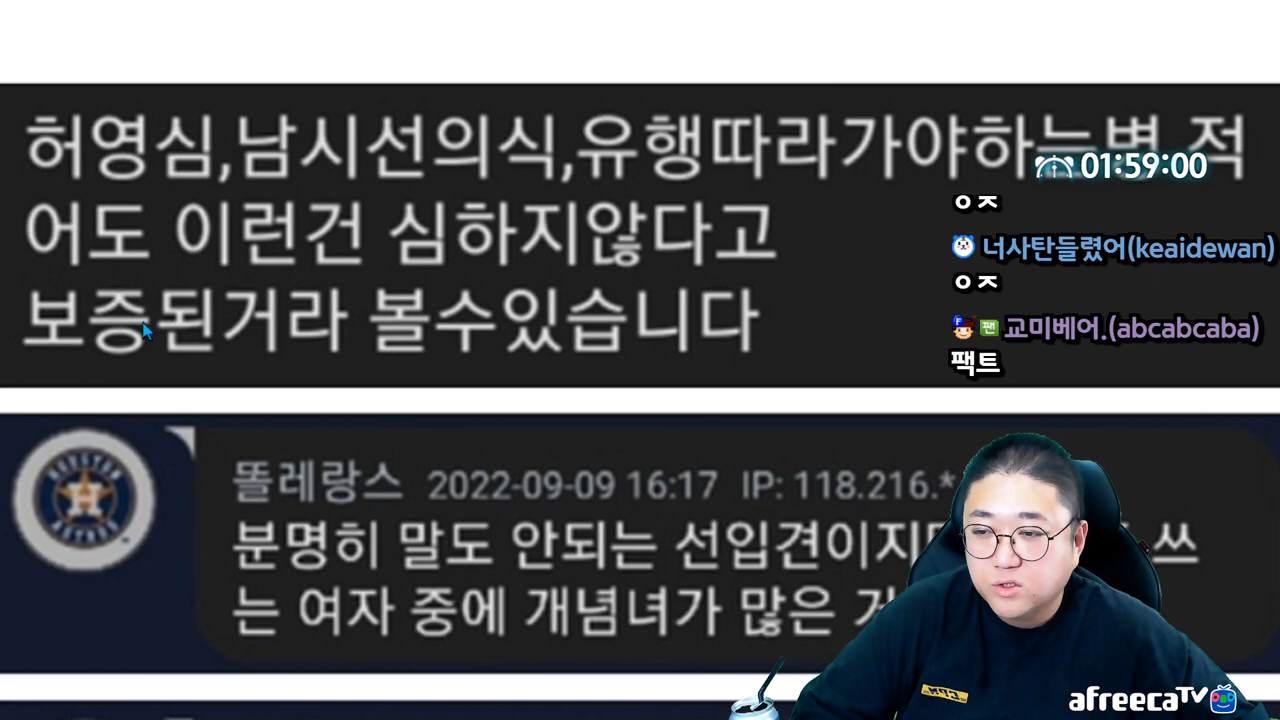 허영심,남시선의식,유행따라가야하는병 적
어도 이런건 심하지않다고
보증된거라 볼수있습니다
01:59:00
ㅇㅈ
너사탄들렸어(keaidewan)
ㅇㅈ
팬 교미베어.(abcabcaba)
팩트
HOUSTON
ASTROS
똘레랑스 2022-09-09 16:17 IP: 118.216.*
분명히 말도 안되는 선입견이지 쓰
는 여자 중에 개념녀가 많은
afreecaTV